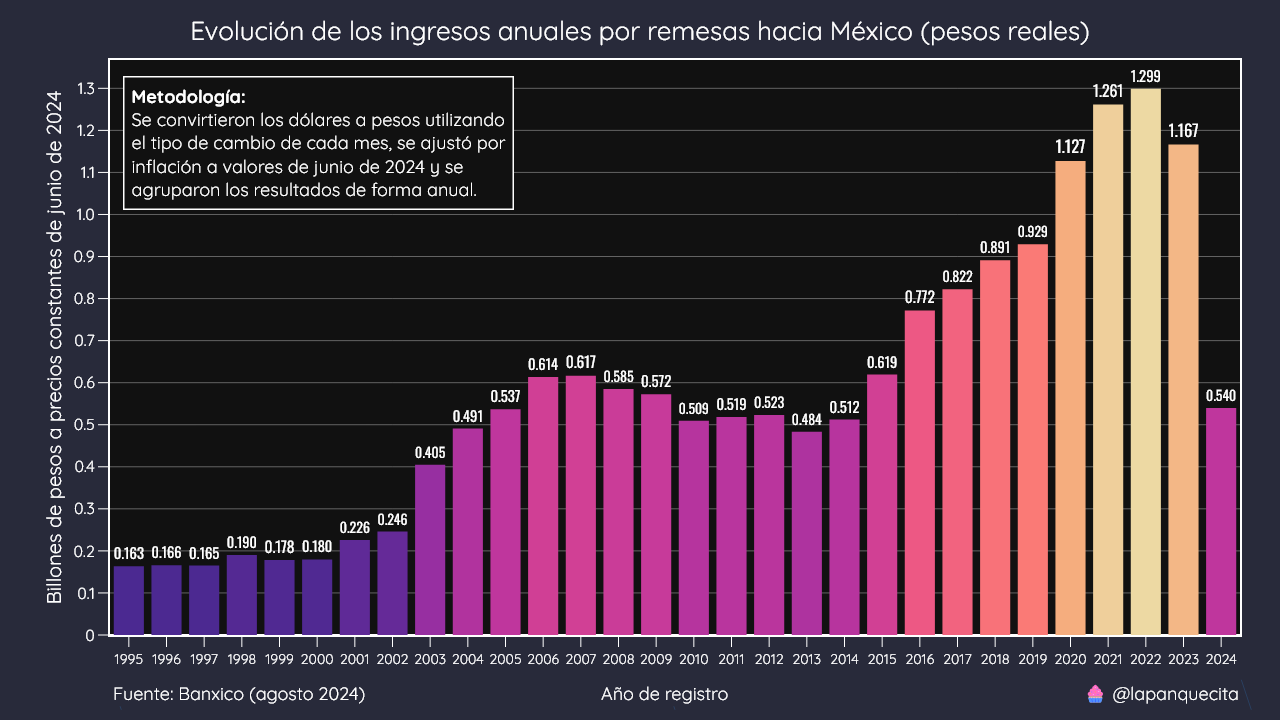 Evolución de los ingresos anuales por remesas hacia México (pesos reales)
Metodología:
Se convirtieron los dólares a pesos utilizando
el tipo de cambio de cada mes, se ajustó por
inflación a valores de junio de 2024 y se
agruparon los resultados de forma anual.
Billones de pesos a precios constantes de junio de 2024
1.3
1.2
1.1
1.0
0.9
0.8
0.7
0.6
0.5
0.4
0.3
0.2
0.1
0
0.163 0.166 0.165 0.190 0.178 0.180 0.226 0.246 0.405 0.491 0.537 0.614 0.617 0.585 0.572 0.509 0.519 0.523 0.484 0.512 0.619 0.772 0.822 0.891 0.929 1.127 1.261 1.299 1.167 0.540
1995 1996 1997 1998 1999 2000 2001 2002 2003 2004 2005 2006 2007 2008 2009 2010 2011 2012 2013 2014 2015 2016 2017 2018 2019 2020 2021 2022 2023 2024
Fuente: Banxico (agosto 2024) Año de registro @lapanquecita